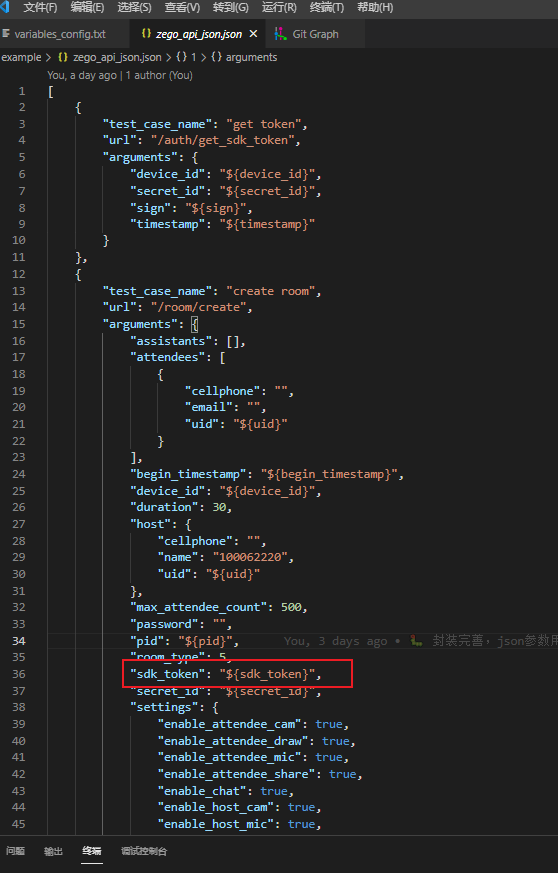 文件(F) 编辑(E) 选择(S) 查看(V) 转到(G) 运行(R) 终端(T) 帮助(H)
variables_config.txt {} zego_api_json.json × Git Graph
example > {} zego_api_json.json > {} 1 > {} arguments
You, a day ago | 1 author (You)
1 [
2 {
3 "test_case_name": "get token",
4 "url": "/auth/get_sdk_token",
5 "arguments": {
6 "device_id": "${device_id}",
7 "secret_id": "${secret_id}",
8 "sign": "${sign}",
9 "timestamp": "${timestamp}"
10 }
11 },
12 {
13 "test_case_name": "create room",
14 "url": "/room/create",
15 "arguments": {
16 "assistants": [],
17 "attendees": [
18 {
19 "cellphone": "",
20 "email": "",
21 "uid": "${uid}"
22 }
23 ],
24 "begin_timestamp": "${begin_timestamp}",
25 "device_id": "${device_id}",
26 "duration": 30,
27 "host": {
28 "cellphone": "",
29 "name": "100062220",
30 "uid": "${uid}"
31 },
32 "max_attendee_count": 500,
33 "password": "",
34 "pid": "${pid}", You, 3 days ago • 🐛 封装完善，json参数用
35 "room_type": 5,
36 "sdk_token": "${sdk_token}",
37 "secret_id": "${secret_id}",
38 "settings": {
39 "enable_attendee_cam": true,
40 "enable_attendee_draw": true,
41 "enable_attendee_mic": true,
42 "enable_attendee_share": true,
43 "enable_chat": true,
44 "enable_host_cam": true,
45 "enable_host_mic": true,
问题 输出 终端 调试控制台